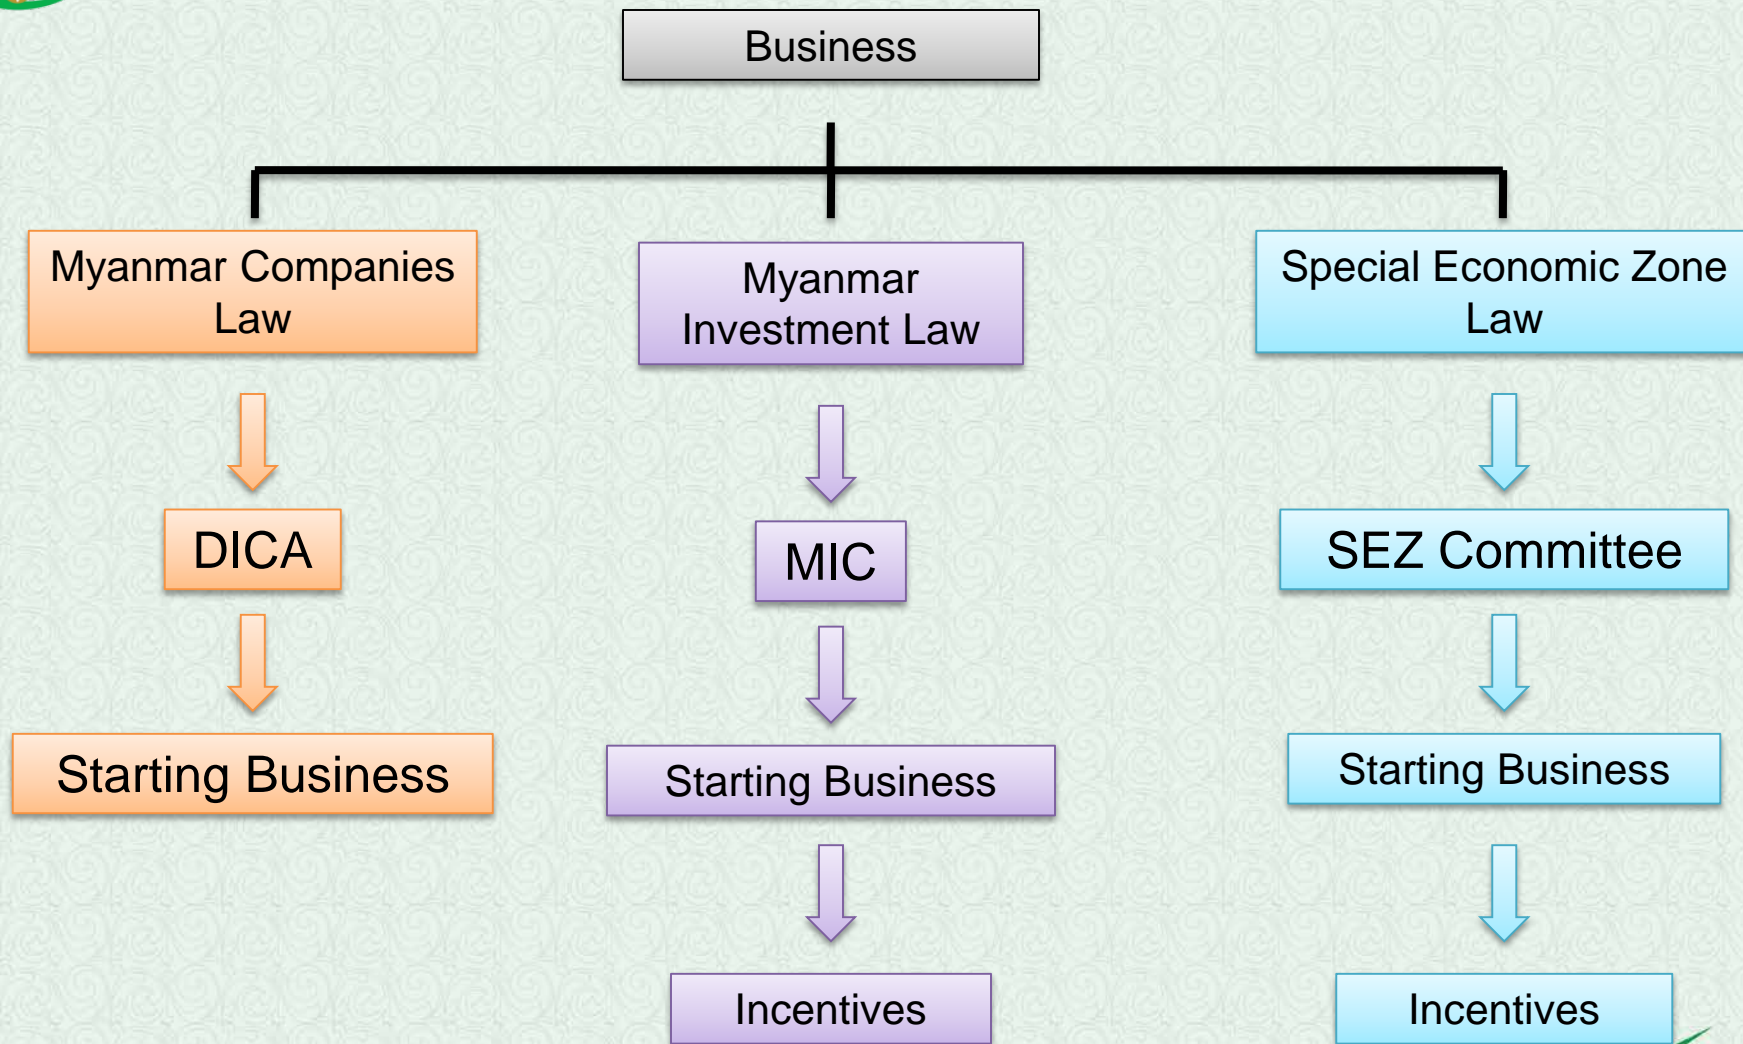 Business
Myanmar Companies
Law
Myanmar
Investment Law
Special Economic Zone
Law
DICA
MIC
SEZ Committee
Starting Business
Starting Business
Starting Business
Incentives
Incentives